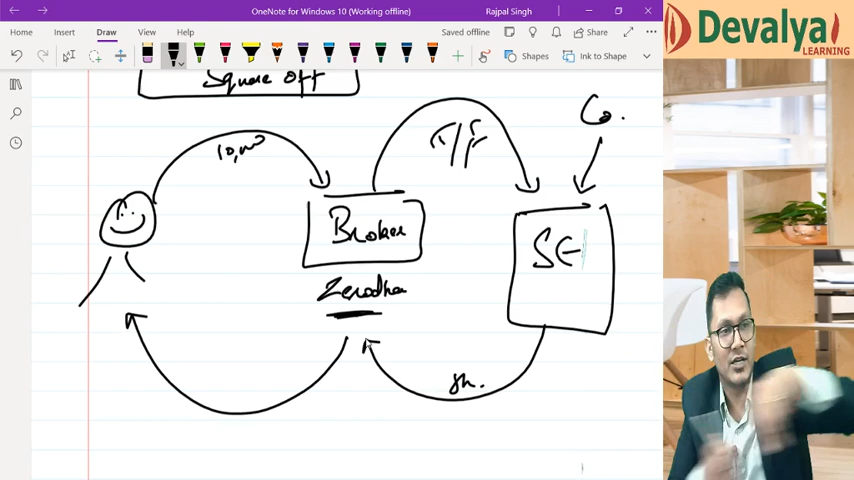 OneNote for Windows 10 (Working offline)
Rajpal Singh
Home Insert Draw View Help
Saved offline
Share
Shapes
Ink to Shape
Devalya
LEARNING
Square off
10,000
T/F
Co.
Broker
SE
Zerodha
Sh.